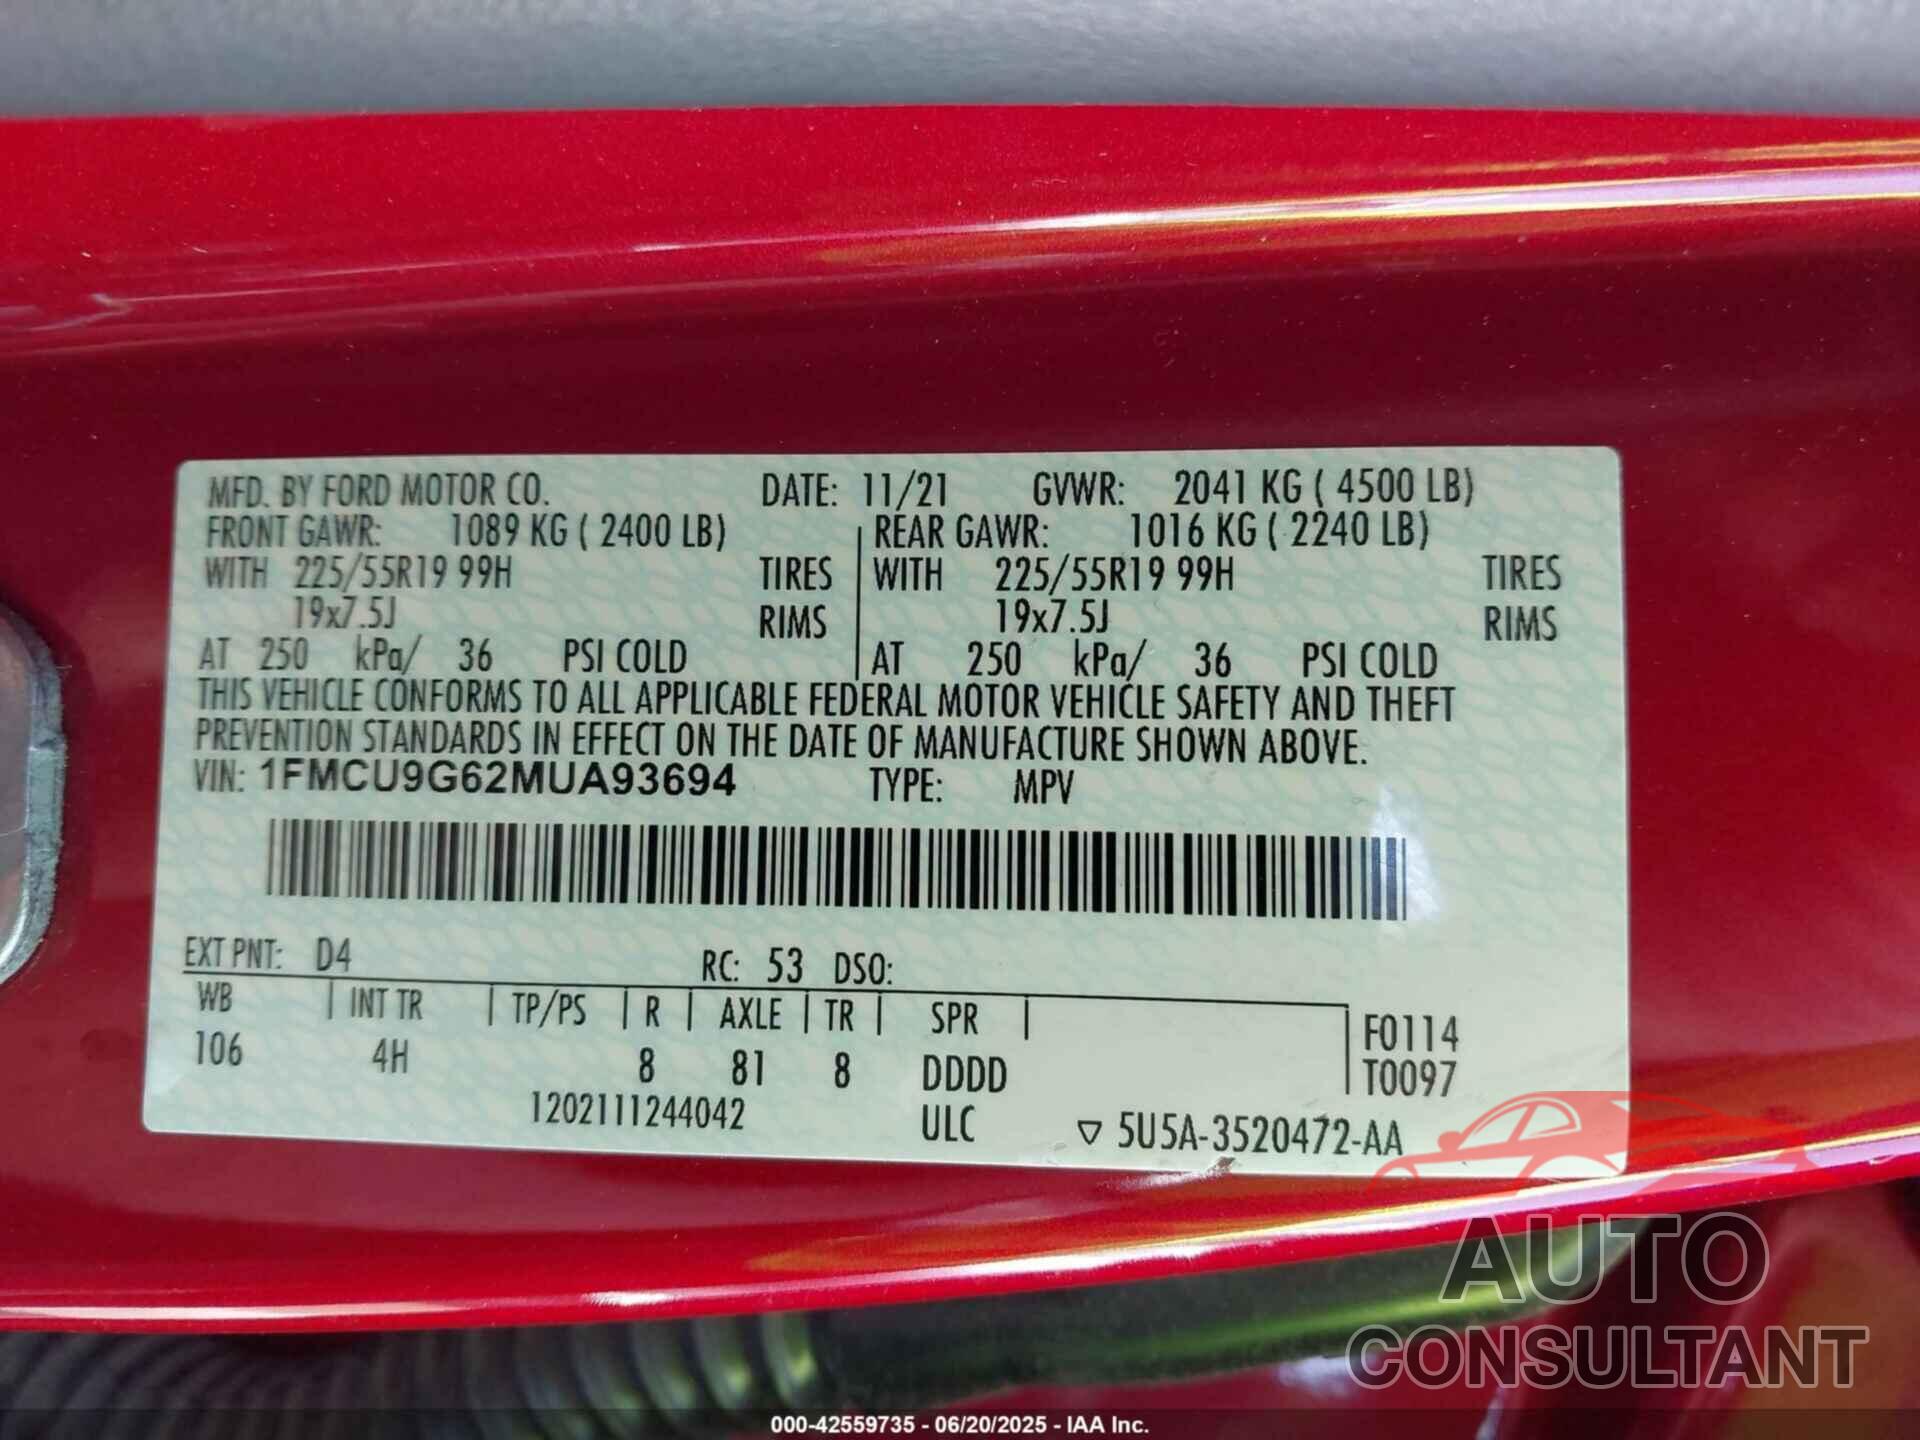 MFD. BY FORD MOTOR CO. DATE: 11/21 GVWR: 2041 KG ( 4500 LB)
FRONT GAWR: 1089 KG ( 2400 LB) REAR GAWR: 1016 KG ( 2240 LB)
WITH 225/55R19 99H TIRES WITH 225/55R19 99H TIRES
19x7.5J RIMS 19x7.5J RIMS
AT 250 kPa/ 36 PSI COLD AT 250 kPa/ 36 PSI COLD
THIS VEHICLE CONFORMS TO ALL APPLICABLE FEDERAL MOTOR VEHICLE SAFETY AND THEFT
PREVENTION STANDARDS IN EFFECT ON THE DATE OF MANUFACTURE SHOWN ABOVE.
VIN: 1FMCU9G62MUA93694 TYPE: MPV
EXT PNT: D4 RC: 53 DSO:
WB INT TR TP/PS R AXLE TR SPR F0114
106 4H 8 81 8 DDDD T0097
1202111244042 ULC 5U5A-3520472-AA
AUTO
CONSULTANT
000-42559735 - 06/20/2025 - IAA Inc.